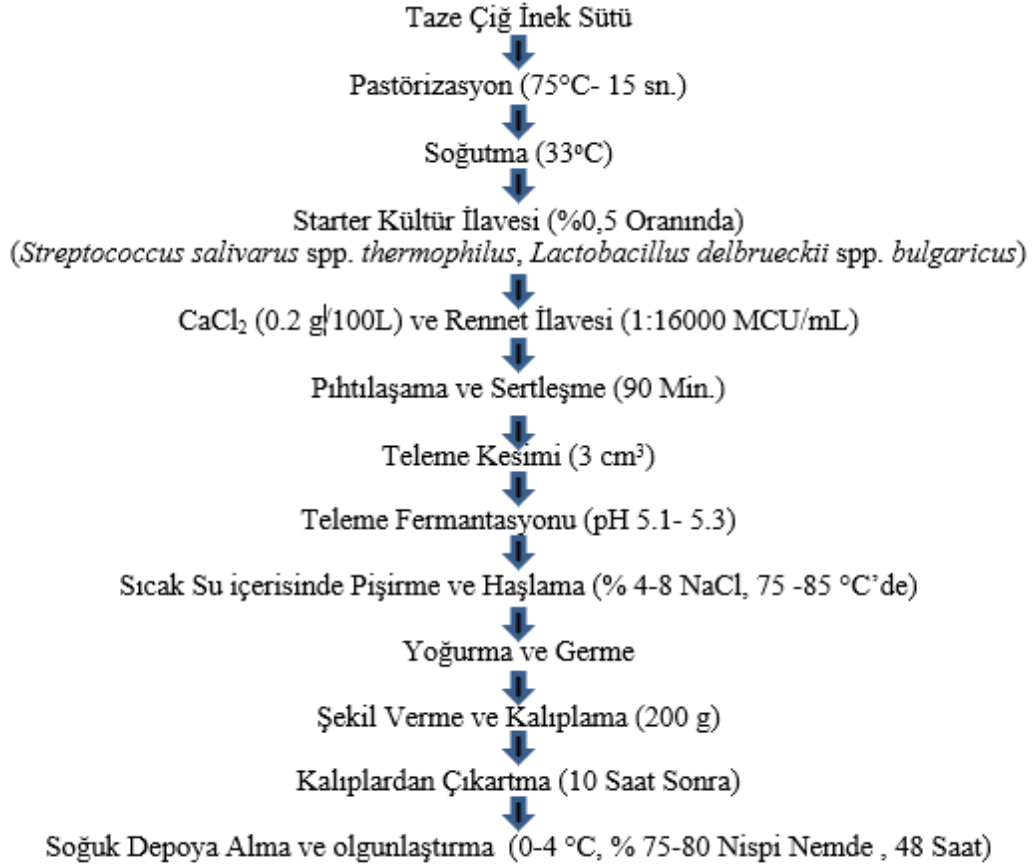 Taze Çiğ İnek Sütü
Pastörizasyon (75°C- 15 sn.)
Soğutma (33⁰C)
Starter Kültür İlavesi (%0,5 Oranında)
(Streptococcus salivarus spp. thermophilus, Lactobacillus delbrueckii spp. bulgaricus)
CaCl₂ (0.2 g/100L) ve Rennet İlavesi (1:16000 MCU/mL)
Pıhtılaşama ve Sertleşme (90 Min.)
Teleme Kesimi (3 cm³)
Teleme Fermantasyonu (pH 5.1- 5.3)
Sıcak Su içerisinde Pişirme ve Haşlama (% 4-8 NaCl, 75 -85 °C’de)
Yoğurma ve Germe
Şekil Verme ve Kalıplama (200 g)
Kalıplardan Çıkartma (10 Saat Sonra)
Soğuk Depoya Alma ve olgunlaştırma (0-4 °C, % 75-80 Nispi Nemde , 48 Saat)